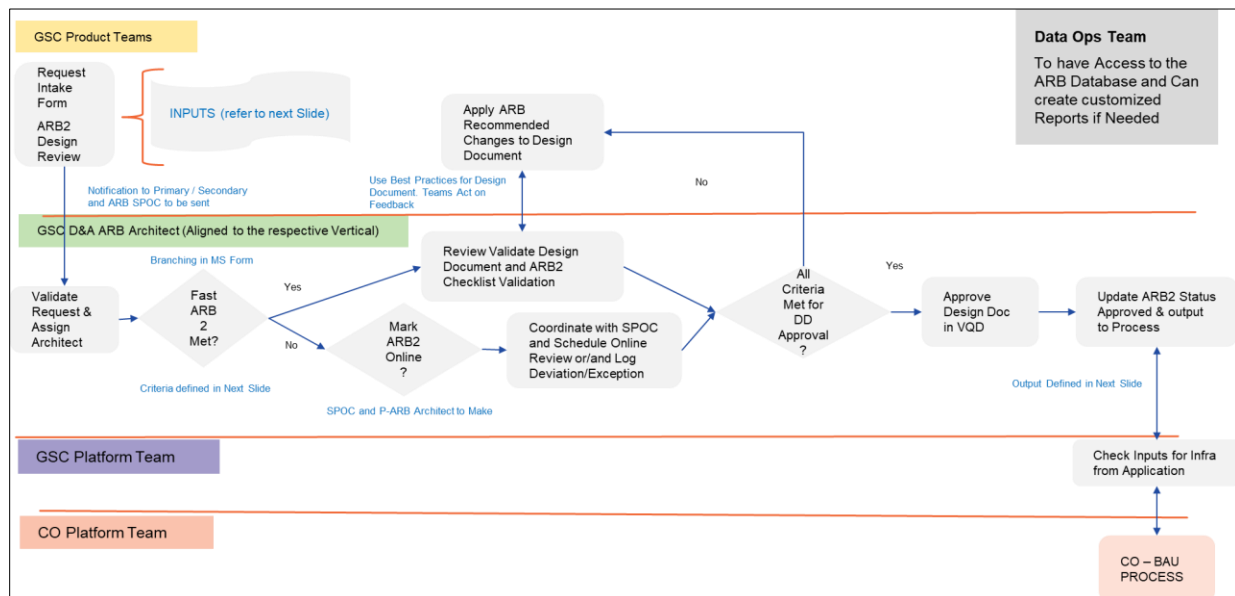 GSC Product Teams
Request
Intake
Form
ARB2
Design
Review
INPUTS (refer to next Slide)
Apply ARB
Recommended
Changes to Design
Document
Data Ops Team
To have Access to the
ARB Database and Can
create customized
Reports if Needed
Notification to Primary / Secondary
and ARB SPOC to be sent
Use Best Practices for Design
Document. Teams Act on
Feedback
No
GSC D&A ARB Architect (Aligned to the respective Vertical)
Branching in MS Form
Validate
Request &
Assign
Architect
Fast
ARB
2
Met?
Yes
No
Criteria defined in Next Slide
Review Validate Design
Document and ARB2
Checklist Validation
Mark
ARB2
Online
?
SPOC and P-ARB Architect to Make
Coordinate with SPOC
and Schedule Online
Review or/and Log
Deviation/Exception
All
Criteria
Met for
DD
Approval
?
Yes
Approve
Design Doc
in VQD
Update ARB2 Status
Approved & output
to Process
Output Defined in Next Slide
GSC Platform Team
Check Inputs for Infra
from Application
CO Platform Team
CO – BAU
PROCESS